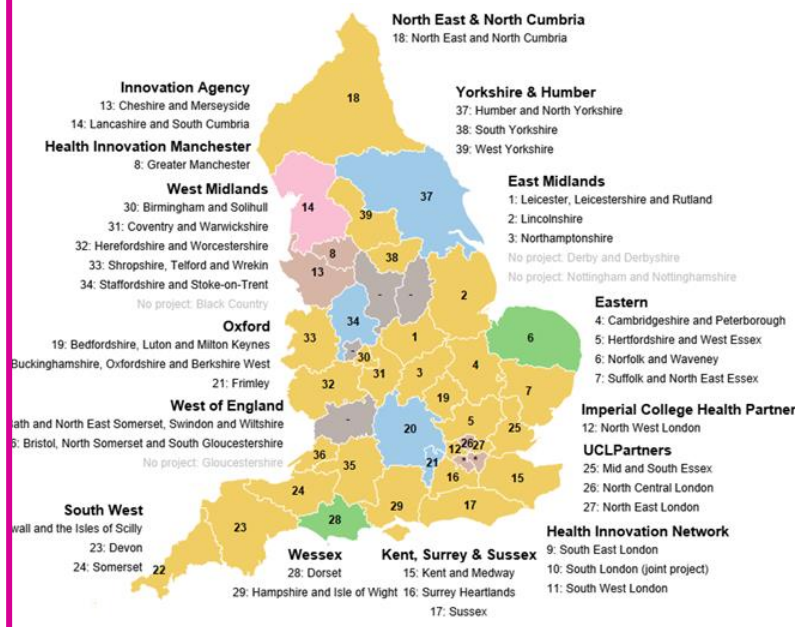 North East & North Cumbria
18: North East and North Cumbria
Innovation Agency
13: Cheshire and Merseyside
14: Lancashire and South Cumbria
Health Innovation Manchester
8: Greater Manchester
West Midlands
30: Birmingham and Solihull
31: Coventry and Warwickshire
32: Herefordshire and Worcestershire
33: Shropshire, Telford and Wrekin
34: Staffordshire and Stoke-on-Trent
No project: Black Country
Oxford
19: Bedfordshire, Luton and Milton Keynes
Buckinghamshire, Oxfordshire and Berkshire West
21: Frimley
West of England
ath and North East Somerset, Swindon and Wiltshire
6: Bristol, North Somerset and South Gloucestershire
No project: Gloucestershire
South West
wall and the Isles of Scilly
23: Devon
24: Somerset
Wessex
28: Dorset
29: Hampshire and Isle of Wight
Kent, Surrey & Sussex
15: Kent and Medway
16: Surrey Heartlands
17: Sussex
Yorkshire & Humber
37: Humber and North Yorkshire
38: South Yorkshire
39: West Yorkshire
East Midlands
1: Leicester, Leicestershire and Rutland
2: Lincolnshire
3: Northamptonshire
No project: Derby and Derbyshire
No project: Nottingham and Nottinghamshire
Eastern
4: Cambridgeshire and Peterborough
5: Hertfordshire and West Essex
6: Norfolk and Waveney
7: Suffolk and North East Essex
Imperial College Health Partner
12: North West London
UCLPartners
25: Mid and South Essex
26: North Central London
27: North East London
Health Innovation Network
9: South East London
10: South London (joint project)
11: South West London
18
14
37
39
8
38
13
- -
2
34
33
1
6
-
30
31
3
4
32
7
19
-
20
5
25
26
27
12
* *
36
35
21
16
15
24
29
17
23
28
22